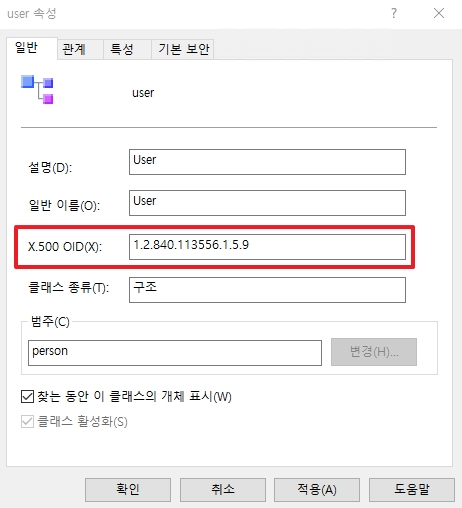 user 속성
일반 관계 특성 기본 보안
user
설명(D): User
일반 이름(O): User
X.500 OID(X): 1.2.840.113556.1.5.9
클래스 종류(T): 구조
범주(C)
person 변경(H)...
찾는 동안 이 클래스의 개체 표시(W)
클래스 활성화(S)
확인 취소 적용(A) 도움말